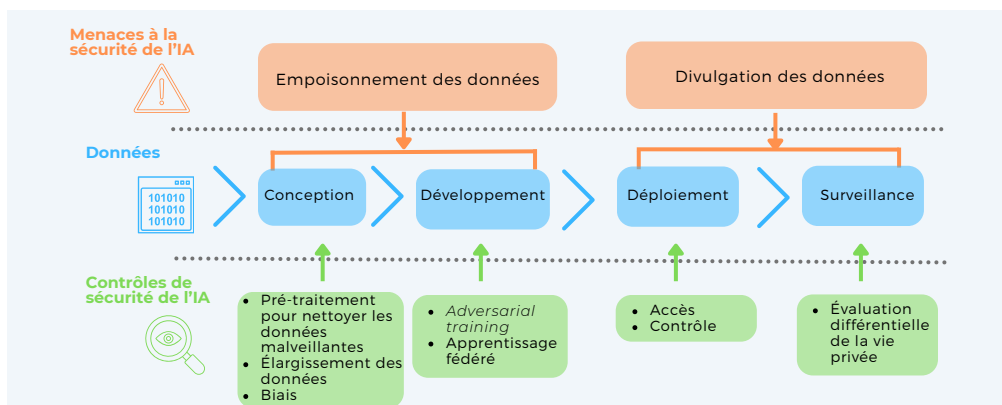 Menaces à la
sécurité de l'IA
Empoisonnement des données
Divulgation des données
Données
101010
101010
101010
Conception
Développement
Déploiement
Surveillance
Contrôles de
sécurité de l'IA
• Pré-traitement
pour nettoyer les
données
malveillantes
• Élargissement des
données
• Biais
• Adversarial
training
• Apprentissage
fédéré
• Accès
• Contrôle
• Évaluation
différentielle
de la vie
privée